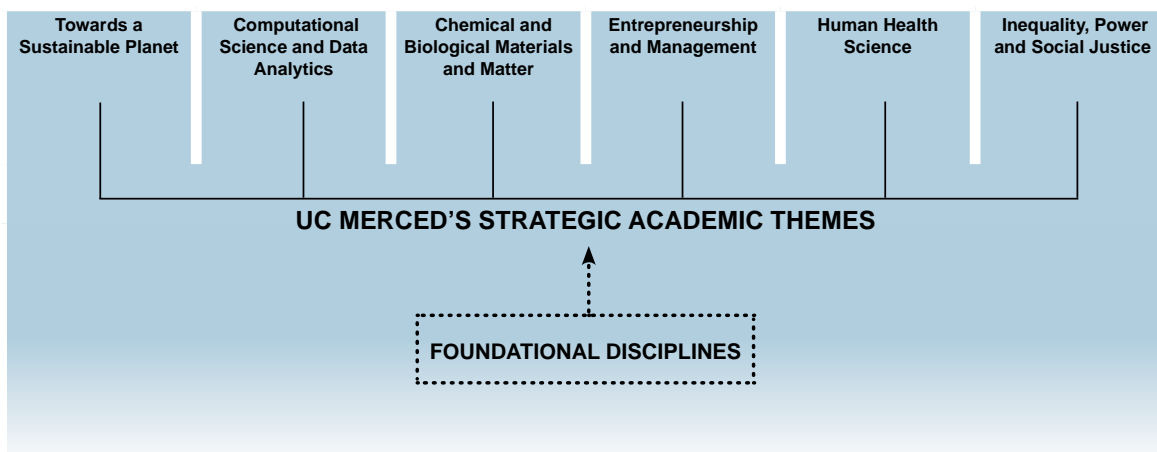 Towards a
Sustainable Planet
Computational
Science and Data
Analytics
Chemical and
Biological Materials
and Matter
Entrepreneurship
and Management
Human Health
Science
Inequality, Power
and Social Justice
UC MERCED’S STRATEGIC ACADEMIC THEMES
FOUNDATIONAL DISCIPLINES